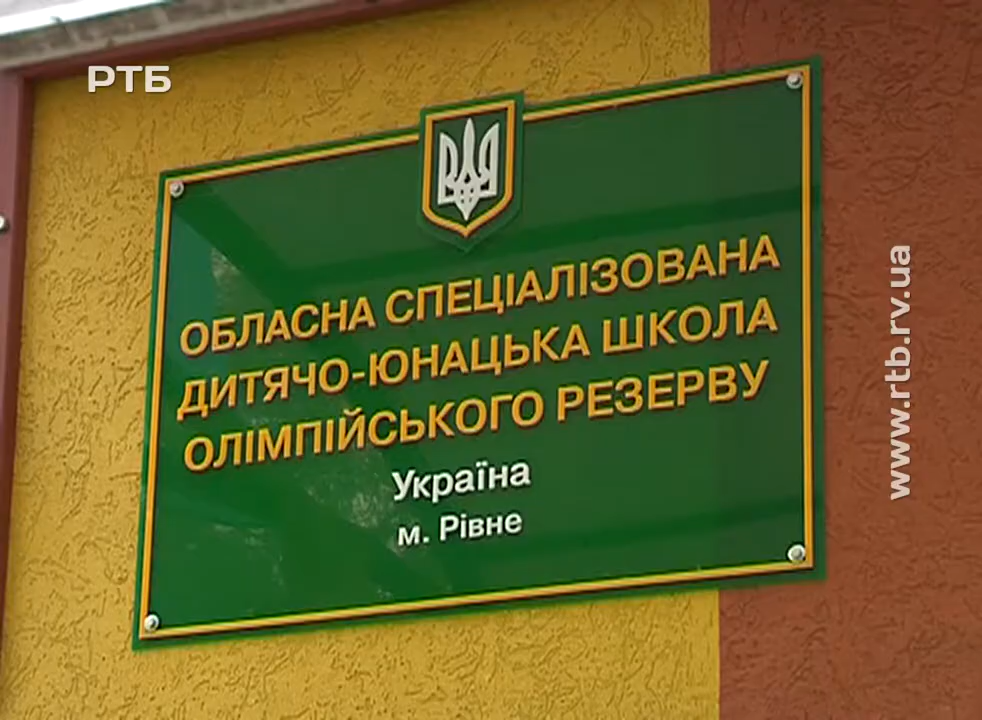 РТБ
ОБЛАСНА СПЕЦІАЛІЗОВАНА
ДИТЯЧО-ЮНАЦЬКА ШКОЛА
ОЛІМПІЙСЬКОГО РЕЗЕРВУ
Україна
м. Рівне
www.rtb.rv.ua